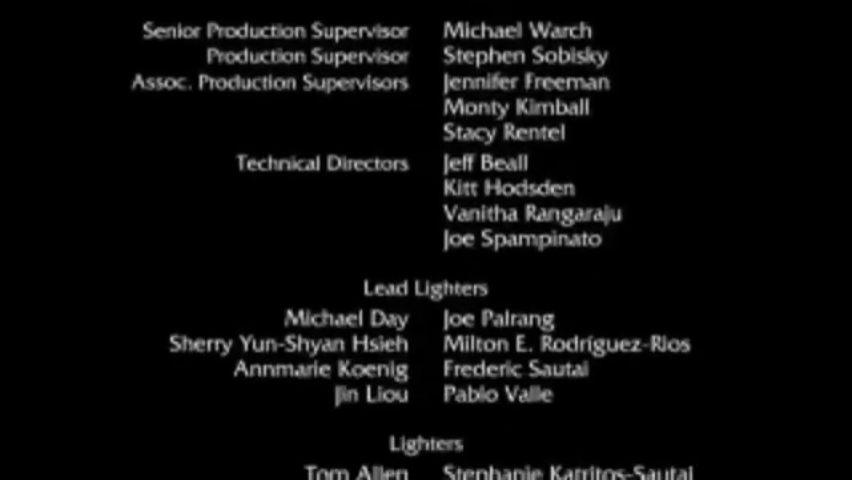 Senior Production Supervisor Michael Warch
Production Supervisor Stephen Sobisky
Assoc. Production Supervisors Jennifer Freeman
Monty Kimball
Stacy Rentel
Technical Directors Jeff Beall
Kitt Hodsden
Vanitha Rangaraju
Joe Spampinato
Lead Lighters
Michael Day Joe Palrang
Sherry Yun-Shyan Hsieh Milton E. Rodríguez-Rios
Annmarie Koenig Frederic Sautai
Jin Liou Pablo Valle
Lighters
Tom Allen Stephanie Katritos-Sautai